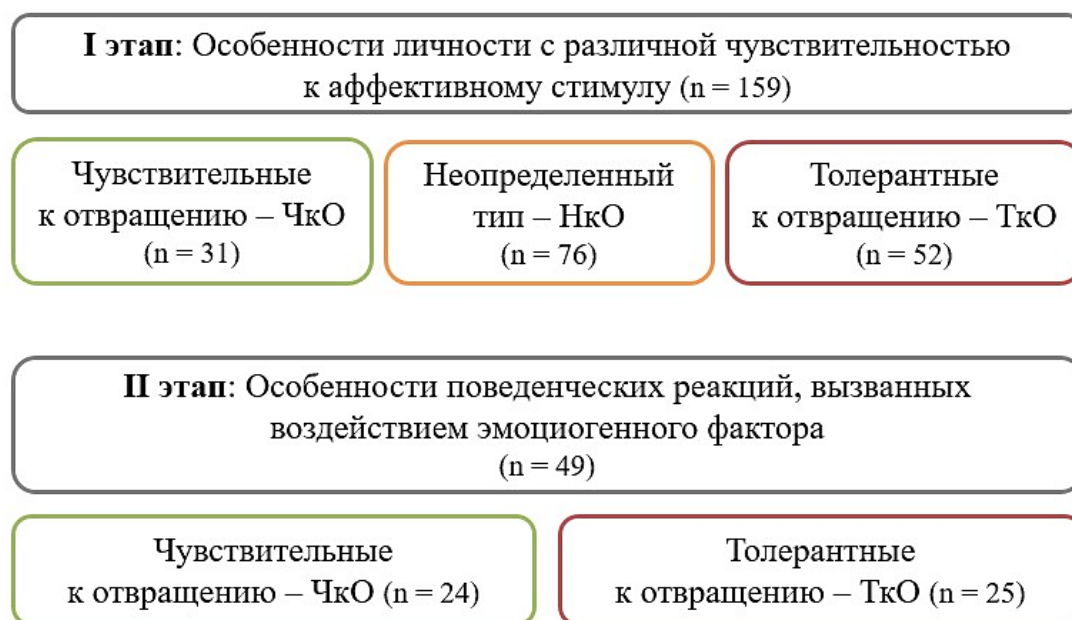 I этап: Особенности личности с различной чувствительностью
к аффективному стимулу (n = 159)
Чувствительные
к отвращению – ЧкО
(n = 31)
Неопределенный
тип – НкО
(n = 76)
Толерантные
к отвращению – ТкО
(n = 52)
II этап: Особенности поведенческих реакций, вызванных
воздействием эмоциогенного фактора
(n = 49)
Чувствительные
к отвращению – ЧкО (n = 24)
Толерантные
к отвращению – ТкО (n = 25)